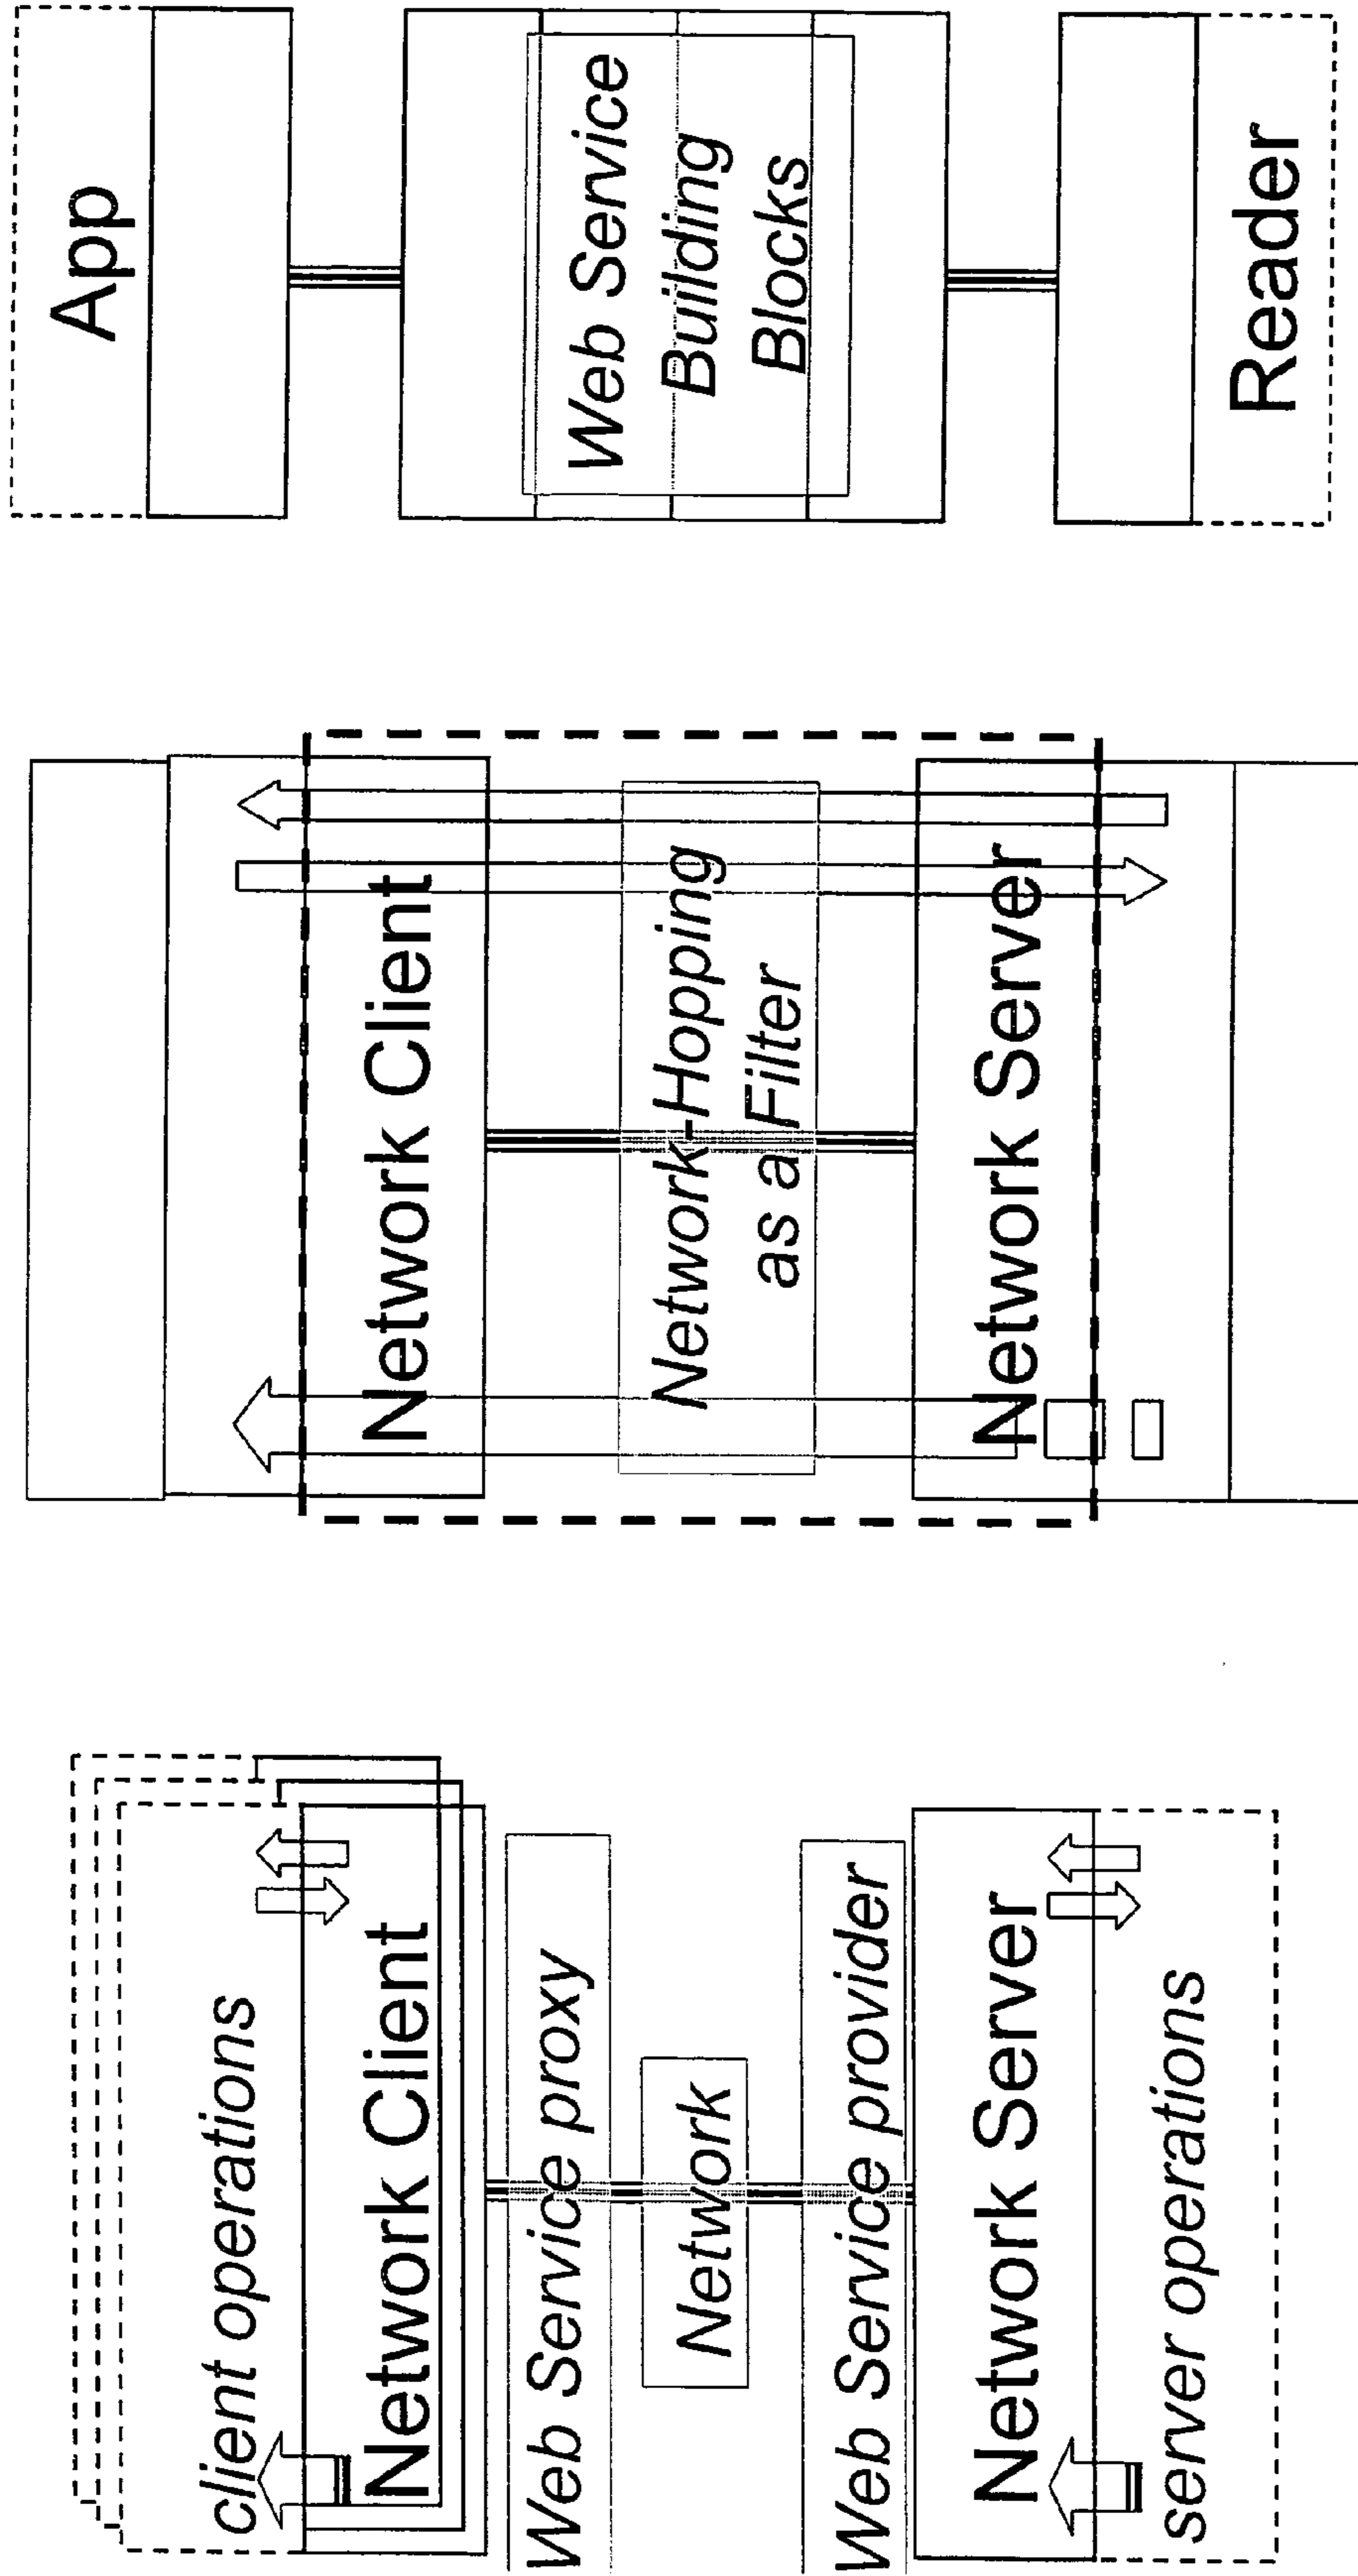 client operations
Network Client
Web Service proxy
Network
Web Service provider
Network Server
server operations
Network Client
Network-Hopping
as a Filter
Network Server
App
Web Service
Building
Blocks
Reader